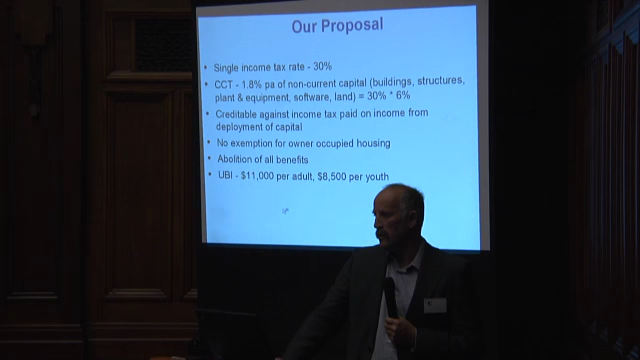 Our Proposal
• Single income tax rate - 30%
• CCT - 1.8% pa of non-current capital (buildings, structures,
plant & equipment, software, land) = 30% * 6%
• Creditable against income tax paid on income from
deployment of capital
• No exemption for owner occupied housing
• Abolition of all benefits
• UBI - $11,000 per adult, $8,500 per youth